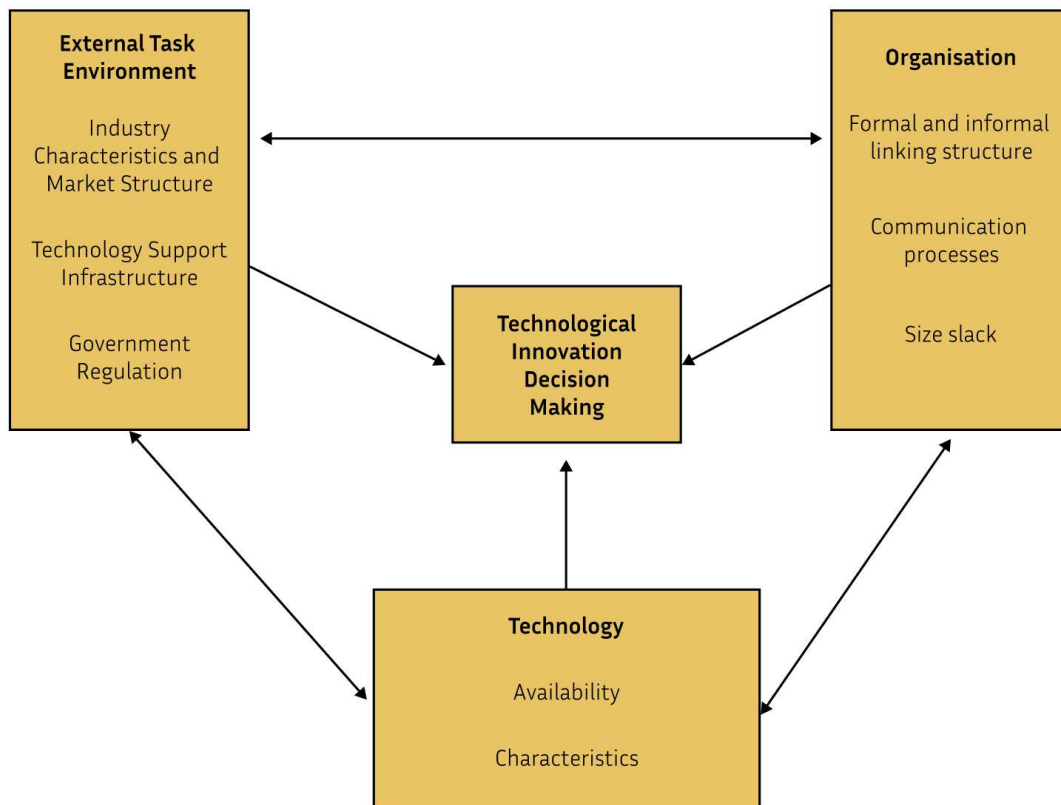 External Task
Environment
Industry
Characteristics and
Market Structure
Technology Support
Infrastructure
Government
Regulation
Organisation
Formal and informal
linking structure
Communication
processes
Size slack
Technological
Innovation
Decision
Making
Technology
Availability
Characteristics